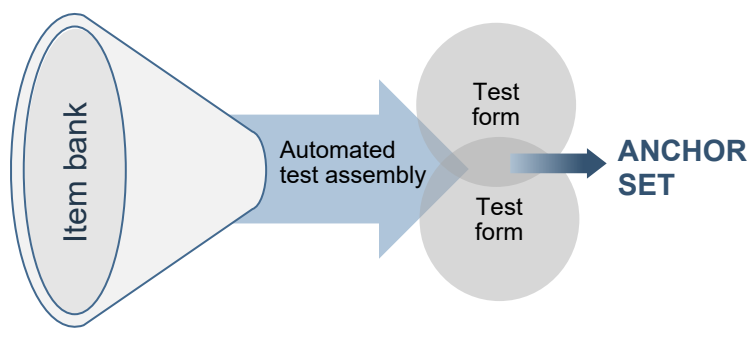 Item bank
Automated
test assembly
Test
form
Test
form
ANCHOR
SET